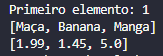 Primeiro elemento: 1
[Maça, Banana, Manga]
[1.99, 1.45, 5.0]